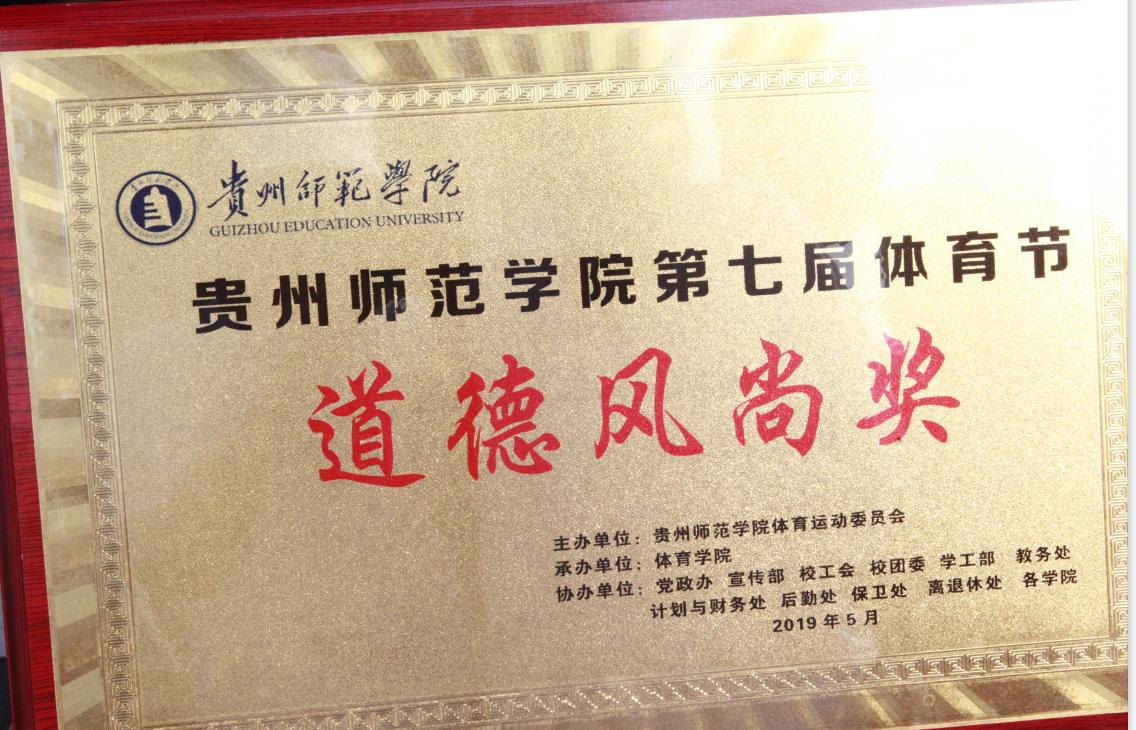 貴州師範學院
GUIZHOU EDUCATION UNIVERSITY
贵州师范学院第七届体育节
道德风尚奖
主办单位：贵州师范学院体育运动委员会
承办单位：体育学院
协办单位：党政办 宣传部 校工会 校团委 学工部 教务处
计划与财务处 后勤处 保卫处 离退休处 各学院
2019年5月